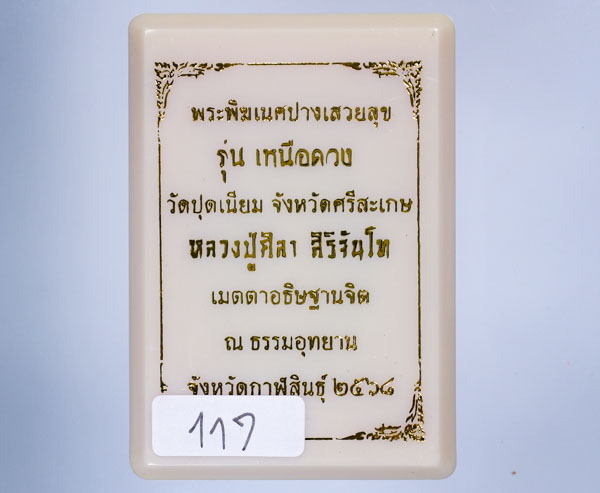 พระพิฆเนศปางเสวยสุข
รุ่น เหนือดวง
วัดปุดเนียม จังหวัดศรีสะเกษ
หลวงปู่ศิลา สิริจันโท
เมตตาอธิษฐานจิต
ณ ธรรมอุทยาน
จังหวัดกาฬสินธุ์ ๒๕๖๘
117